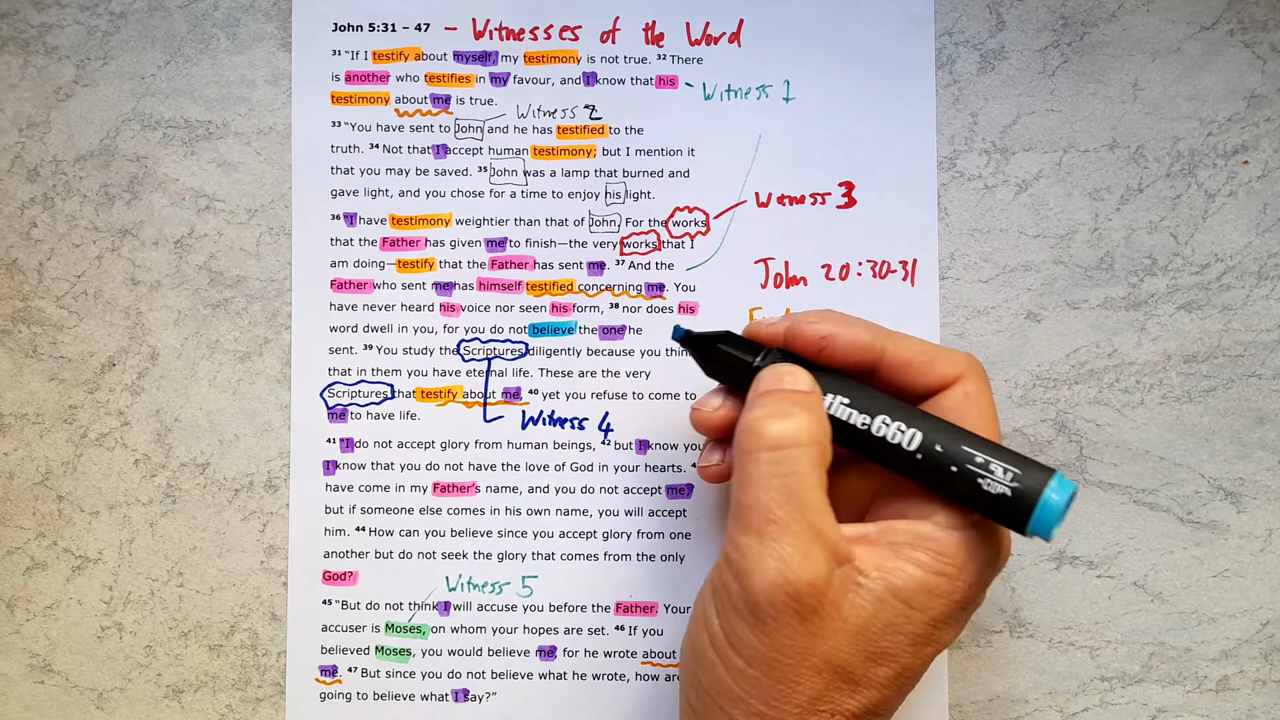 John 5:31 – 47 - Witnesses of the Word
31 "If I testify about myself, my testimony is not true. 32 There
is another who testifies in my favour, and I know that his
- Witness 1
testimony about me is true.
Witness 2
33 "You have sent to John and he has testified to the
truth. 34 Not that I accept human testimony; but I mention it
that you may be saved. 35 John was a lamp that burned and
gave light, and you chose for a time to enjoy his light.
Witness 3
36 "I have testimony weightier than that of John. For the works
that the Father has given me to finish—the very works that I
am doing—testify that the Father has sent me. 37 And the
John 20:30-31
Father who sent me has himself testified concerning me. You
have never heard his voice nor seen his form, 38 nor does his
word dwell in you, for you do not believe the one he
sent. 39 You study the Scriptures diligently because you
that in them you have eternal life. These are the very
Scriptures that testify about me, 40 yet you refuse to come to
me to have life.
Witness 4
41 "I do not accept glory from human beings, 42 but I know you
I know that you do not have the love of God in your hearts.
have come in my Father's name, and you do not accept me;
but if someone else comes in his own name, you will accept
him. 44 How can you believe since you accept glory from one
another but do not seek the glory that comes from the only
God?
Witness 5
45 "But do not think I will accuse you before the Father. Your
accuser is Moses, on whom your hopes are set. 46 If you
believed Moses, you would believe me, for he wrote about
me. 47 But since you do not believe what he wrote, how are
going to believe what I say?"
tfine660